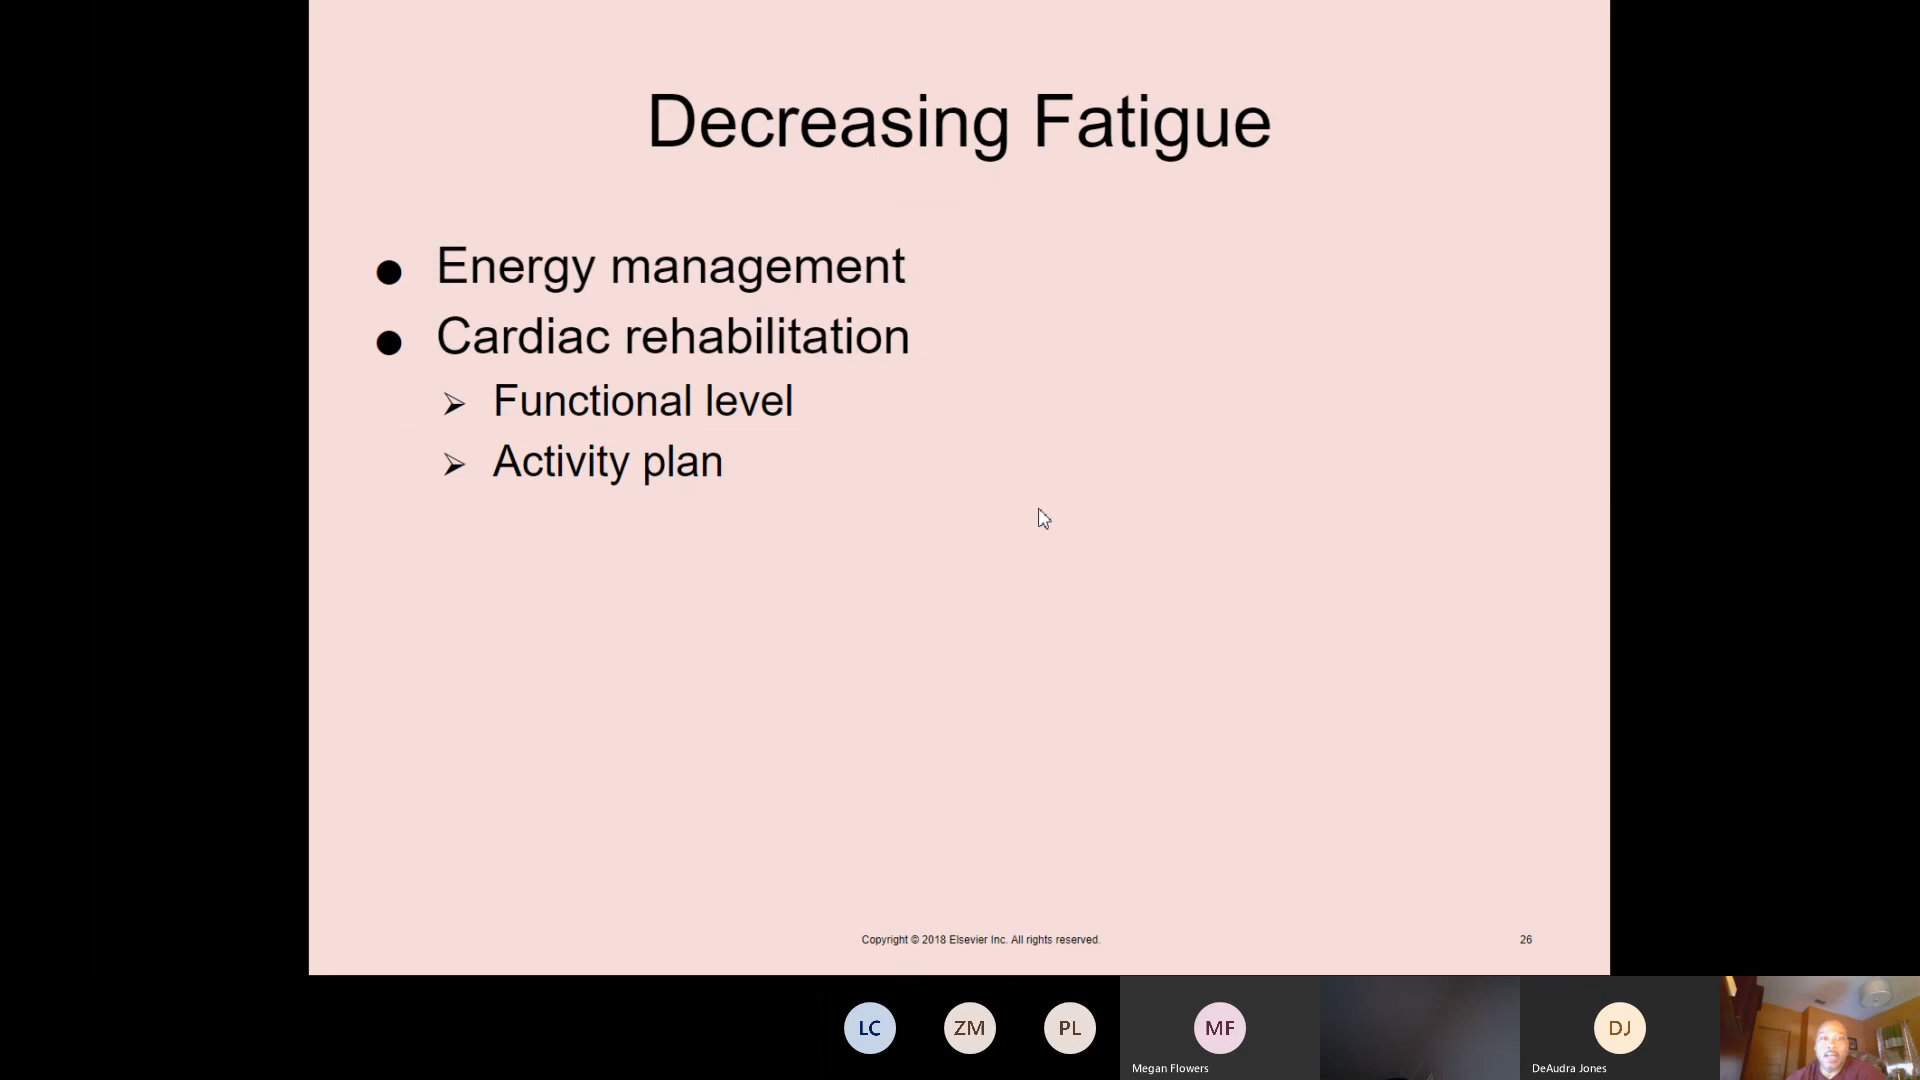 Decreasing Fatigue
● Energy management
● Cardiac rehabilitation
➢ Functional level
➢ Activity plan
Copyright © 2018 Elsevier Inc. All rights reserved.
26
LC
ZM
PL
MF
DJ
Megan Flowers
DeAudra Jones